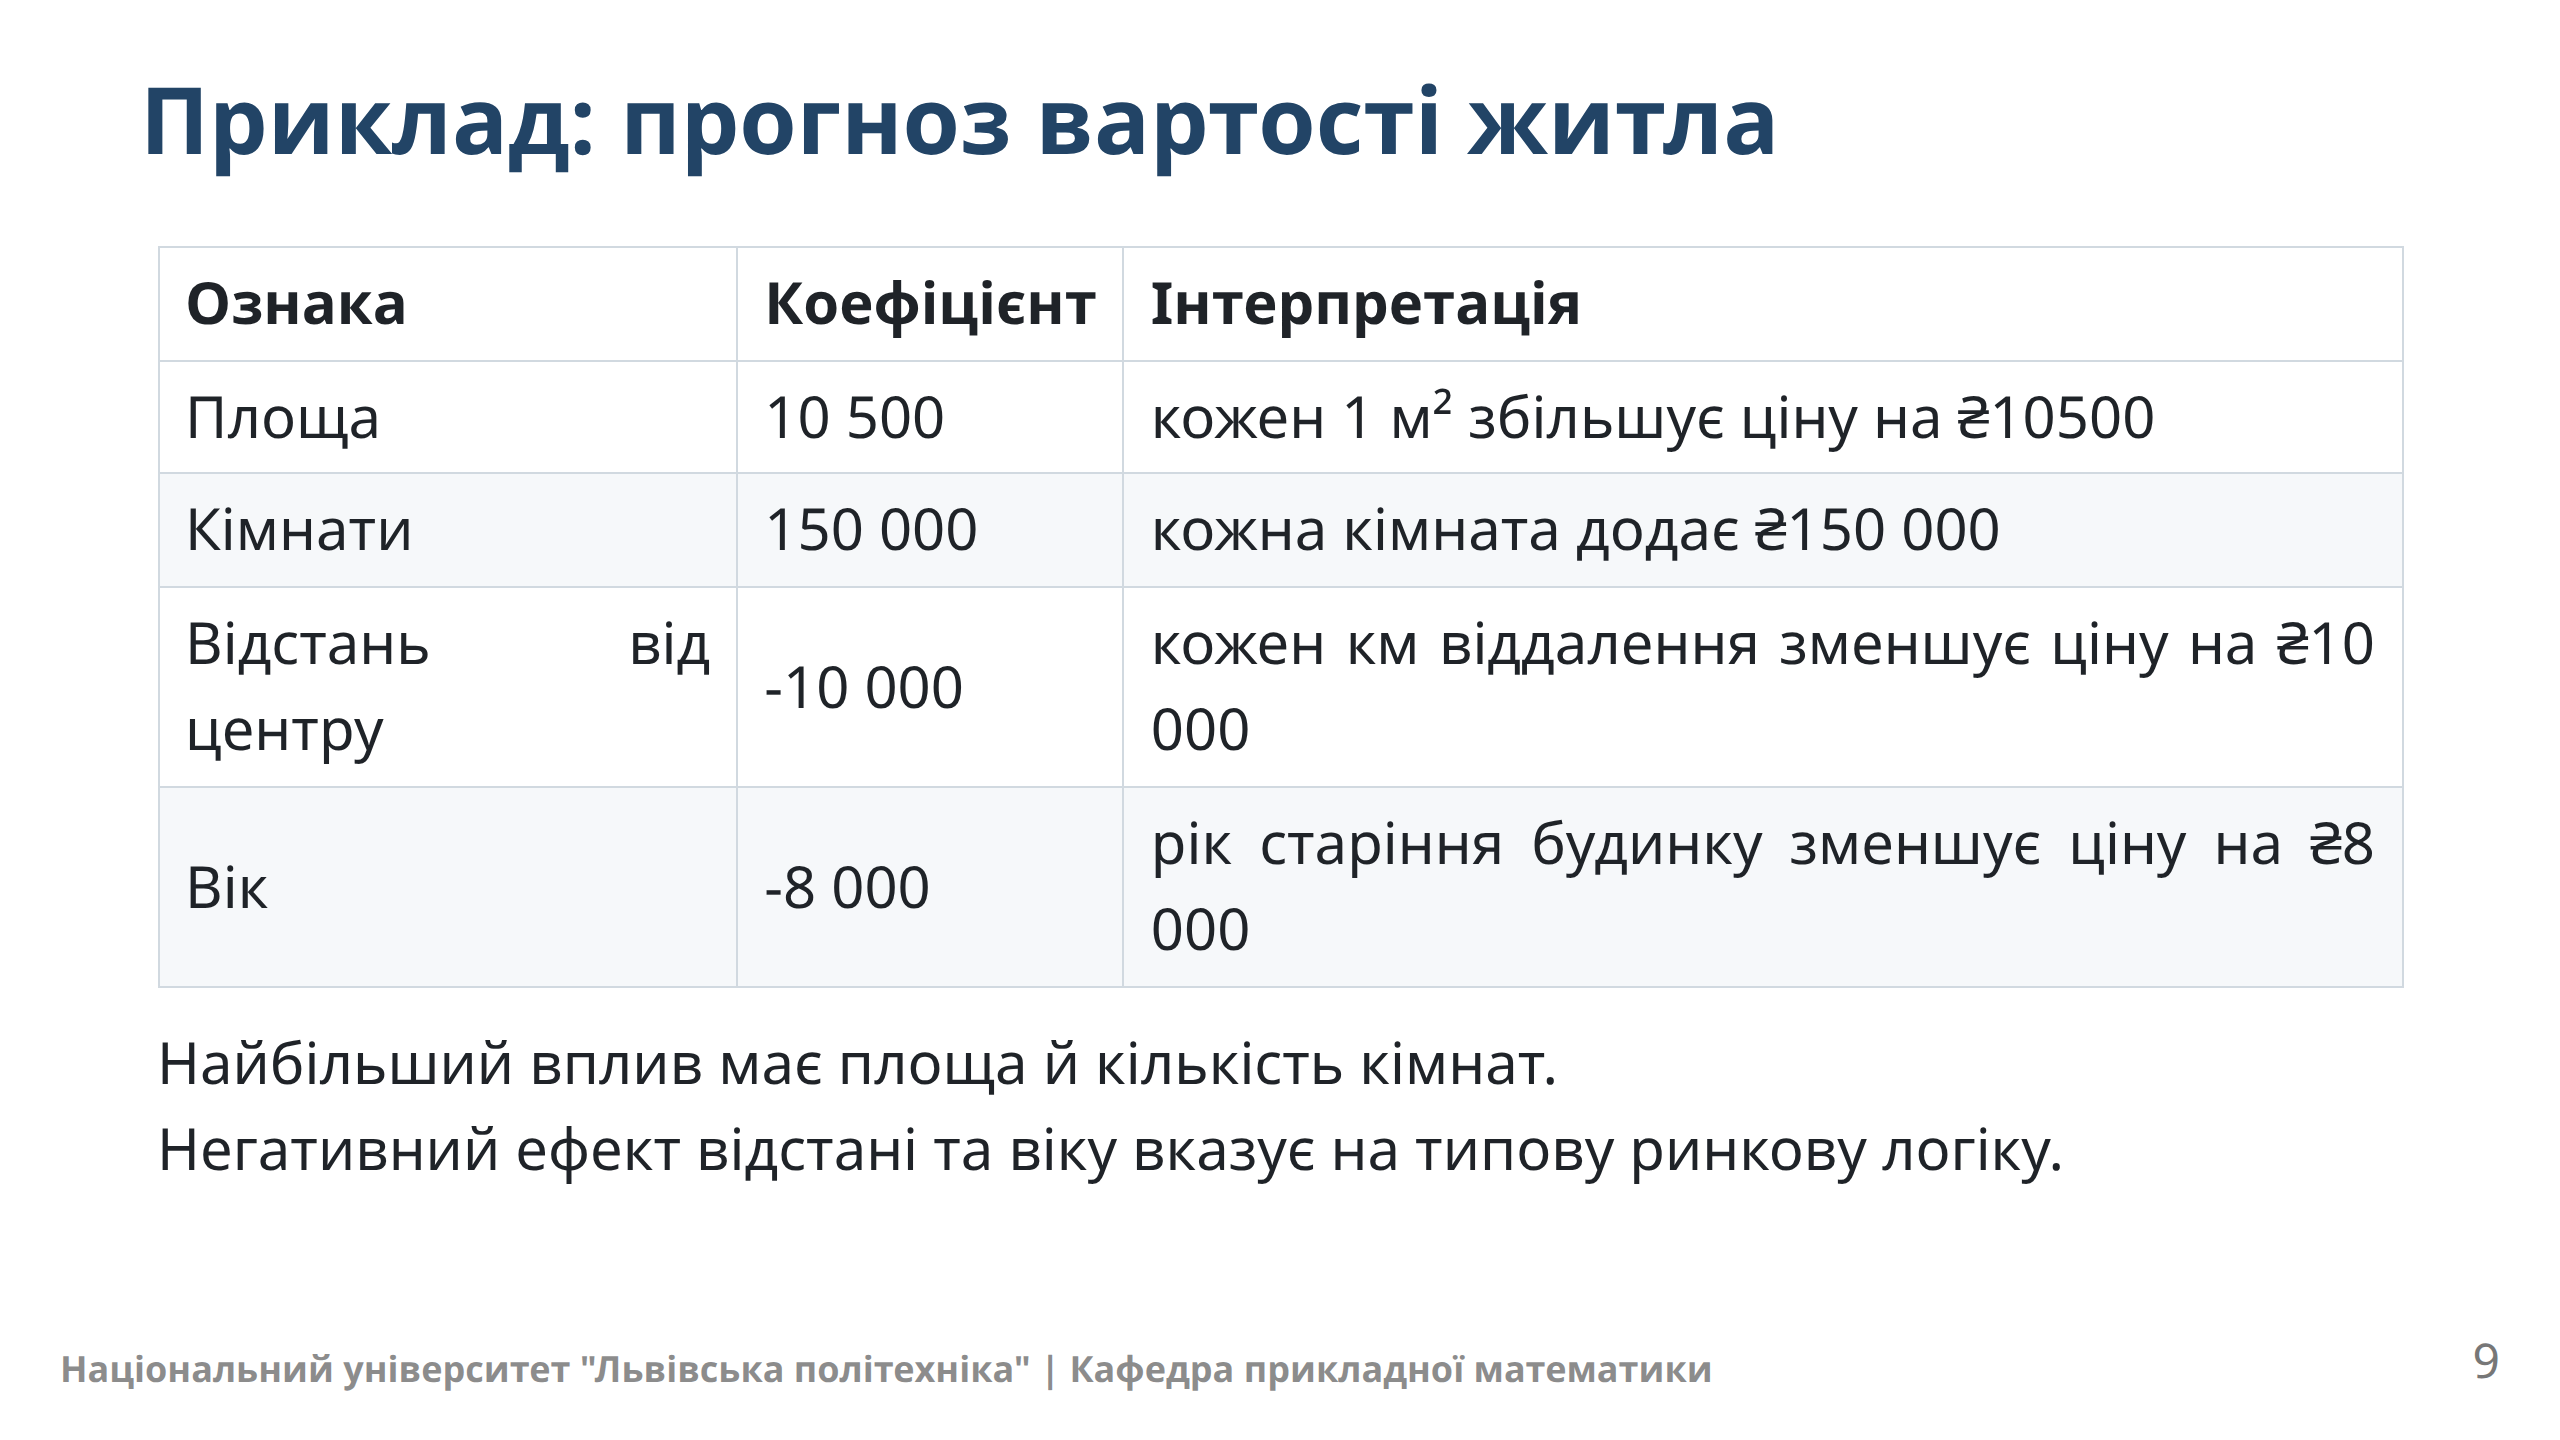 Приклад: прогноз вартості житла
Ознака Коефіцієнт Інтерпретація
Площа 10 500 кожен 1 м² збільшує ціну на ₴10500
Кімнати 150 000 кожна кімната додає ₴150 000
Відстань від
центру
-10 000
кожен км віддалення зменшує ціну на ₴10
000
Вік
-8 000
рік старіння будинку зменшує ціну на ₴8
000
Найбільший вплив має площа й кількість кімнат.
Негативний ефект відстані та віку вказує на типову ринкову логіку.
Національний університет "Львівська політехніка" | Кафедра прикладної математики
9